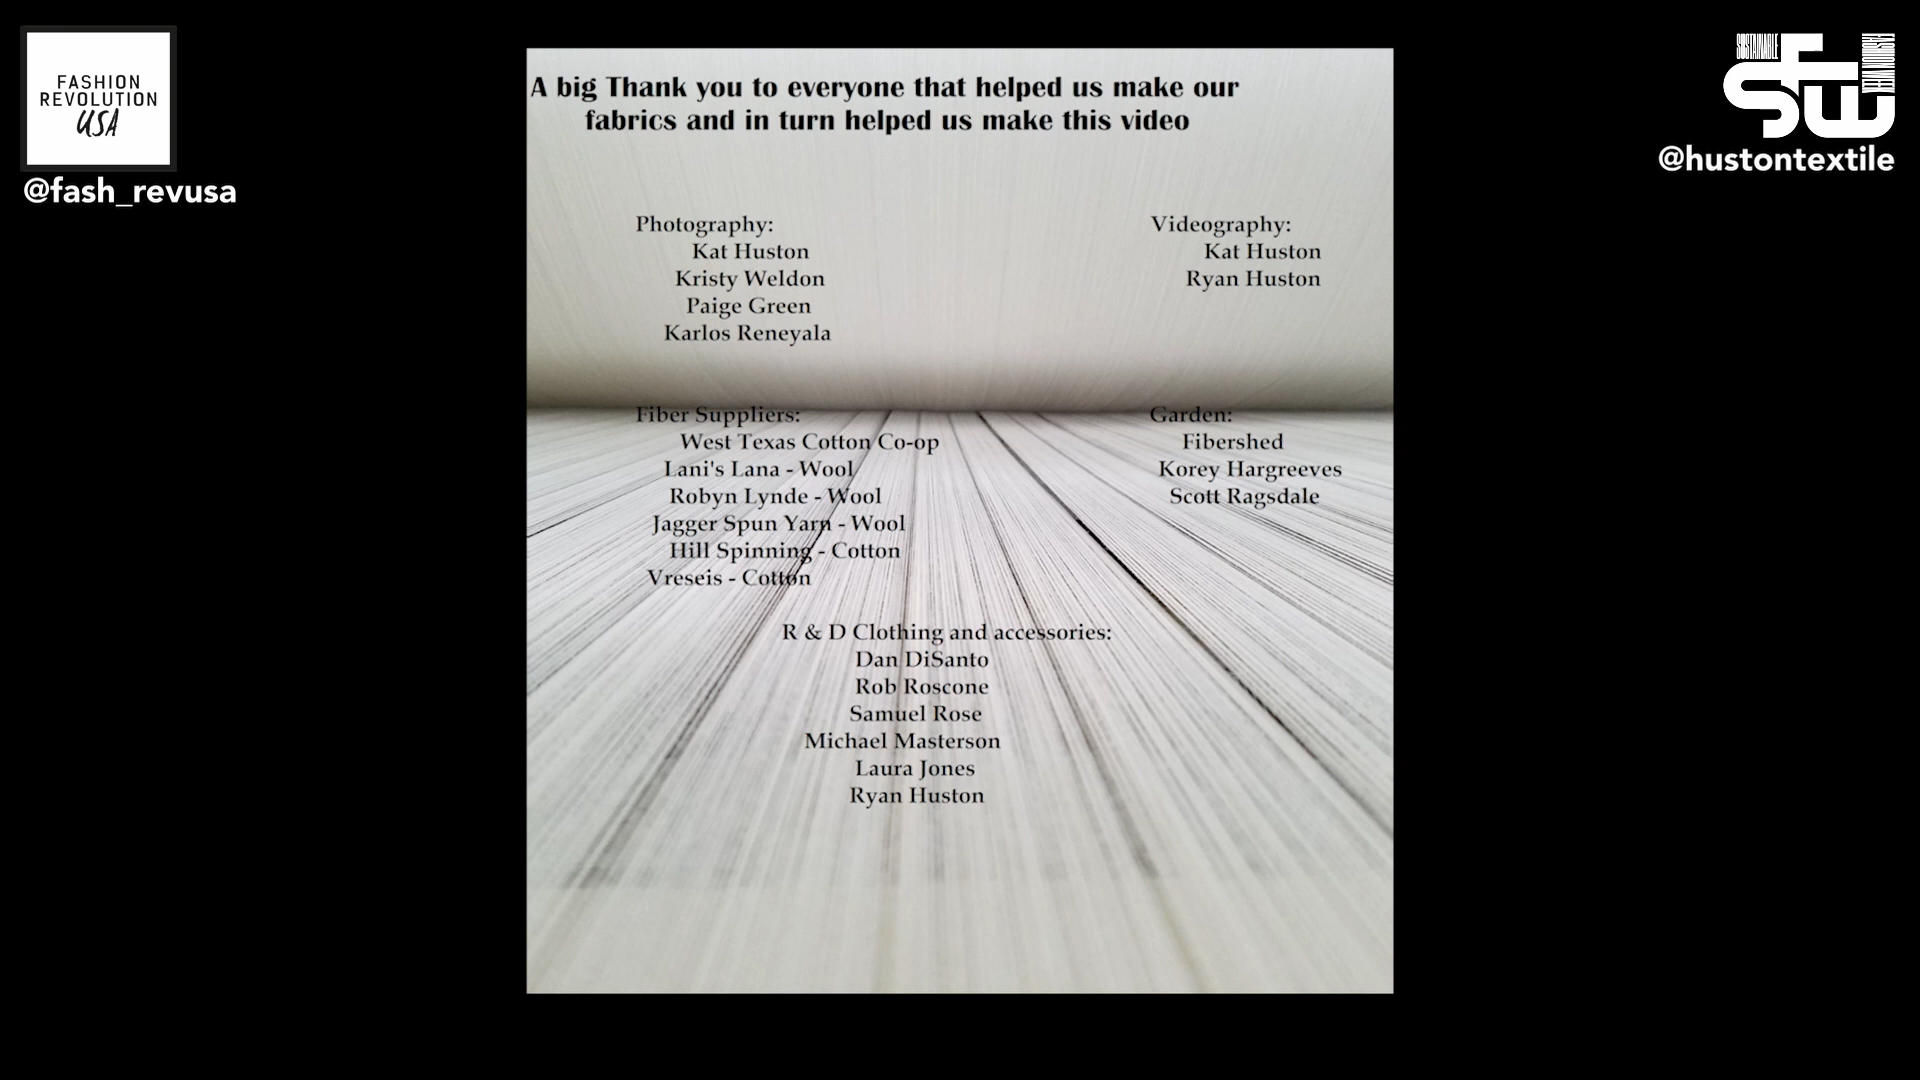 FASHION
REVOLUTION
USA
@fash_revusa
SUSTAINABLE
SFW
FASHION WEEK
@hustontextile
A big Thank you to everyone that helped us make our
fabrics and in turn helped us make this video
Photography:
Kat Huston
Kristy Weldon
Paige Green
Karlos Reneyala
Videography:
Kat Huston
Ryan Huston
Fiber Suppliers:
West Texas Cotton Co-op
Lani's Lana - Wool
Robyn Lynde - Wool
Jagger Spun Yarn - Wool
Hill Spinning - Cotton
Vreseis - Cotton
Garden:
Fibershed
Korey Hargreeves
Scott Ragsdale
R & D Clothing and accessories:
Dan DiSanto
Rob Roscone
Samuel Rose
Michael Masterson
Laura Jones
Ryan Huston